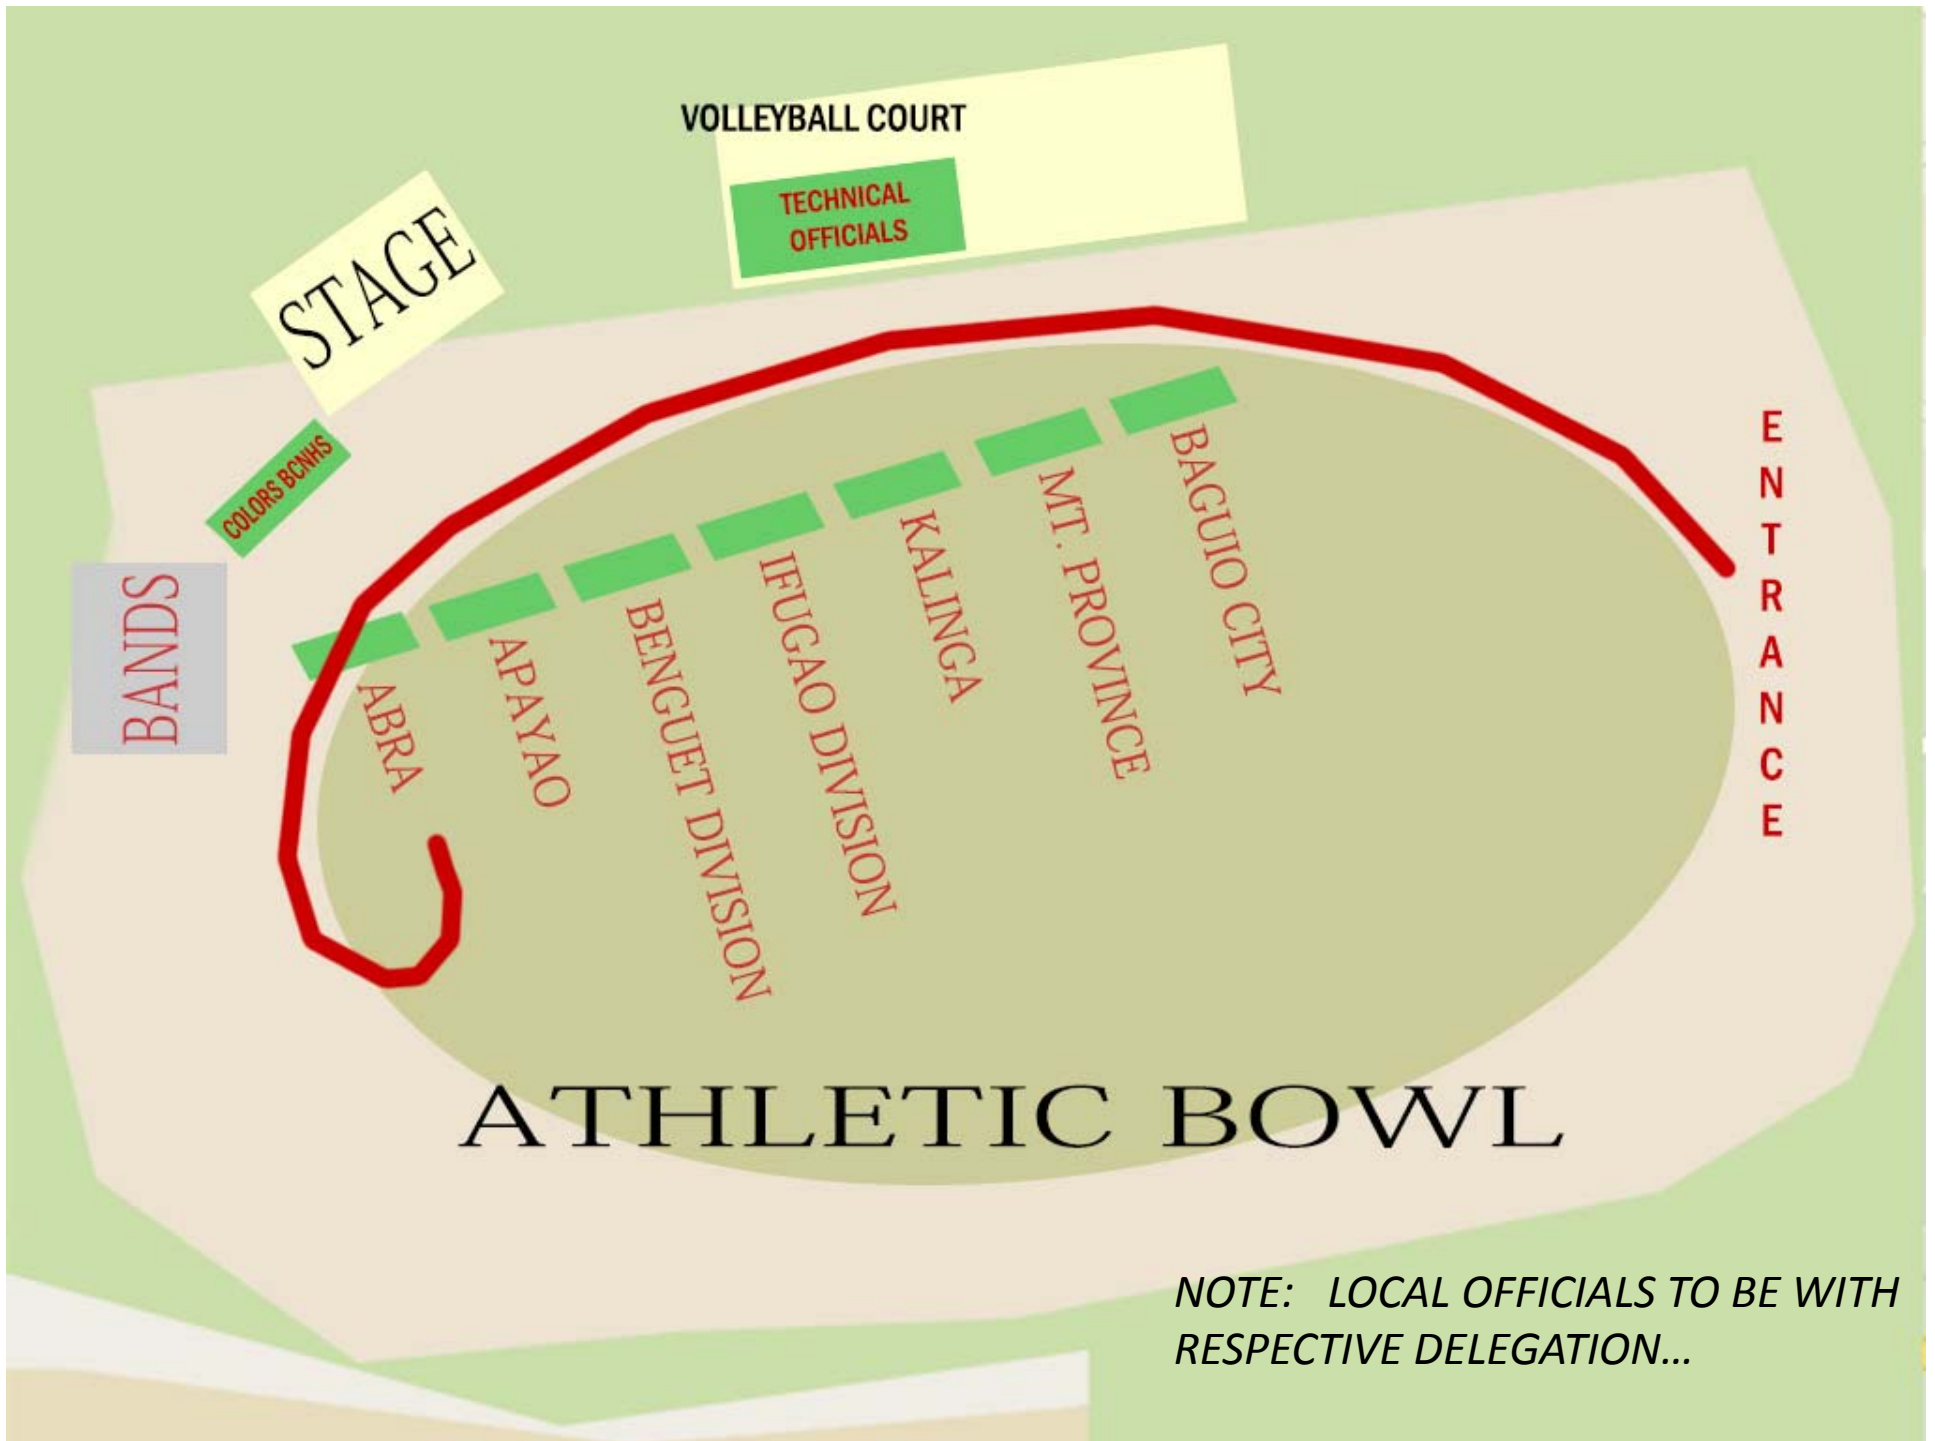 VOLLEYBALL COURT
TECHNICAL
OFFICIALS
STAGE
COLORS BCNHS
BANDS
ENTRANCE
ABRA
APAYAO
BENGUET DIVISION
IFUGAO DIVISION
KALINGA
MT. PROVINCE
BAGUIO CITY
ATHLETIC BOWL
NOTE: LOCAL OFFICIALS TO BE WITH
RESPECTIVE DELEGATION...